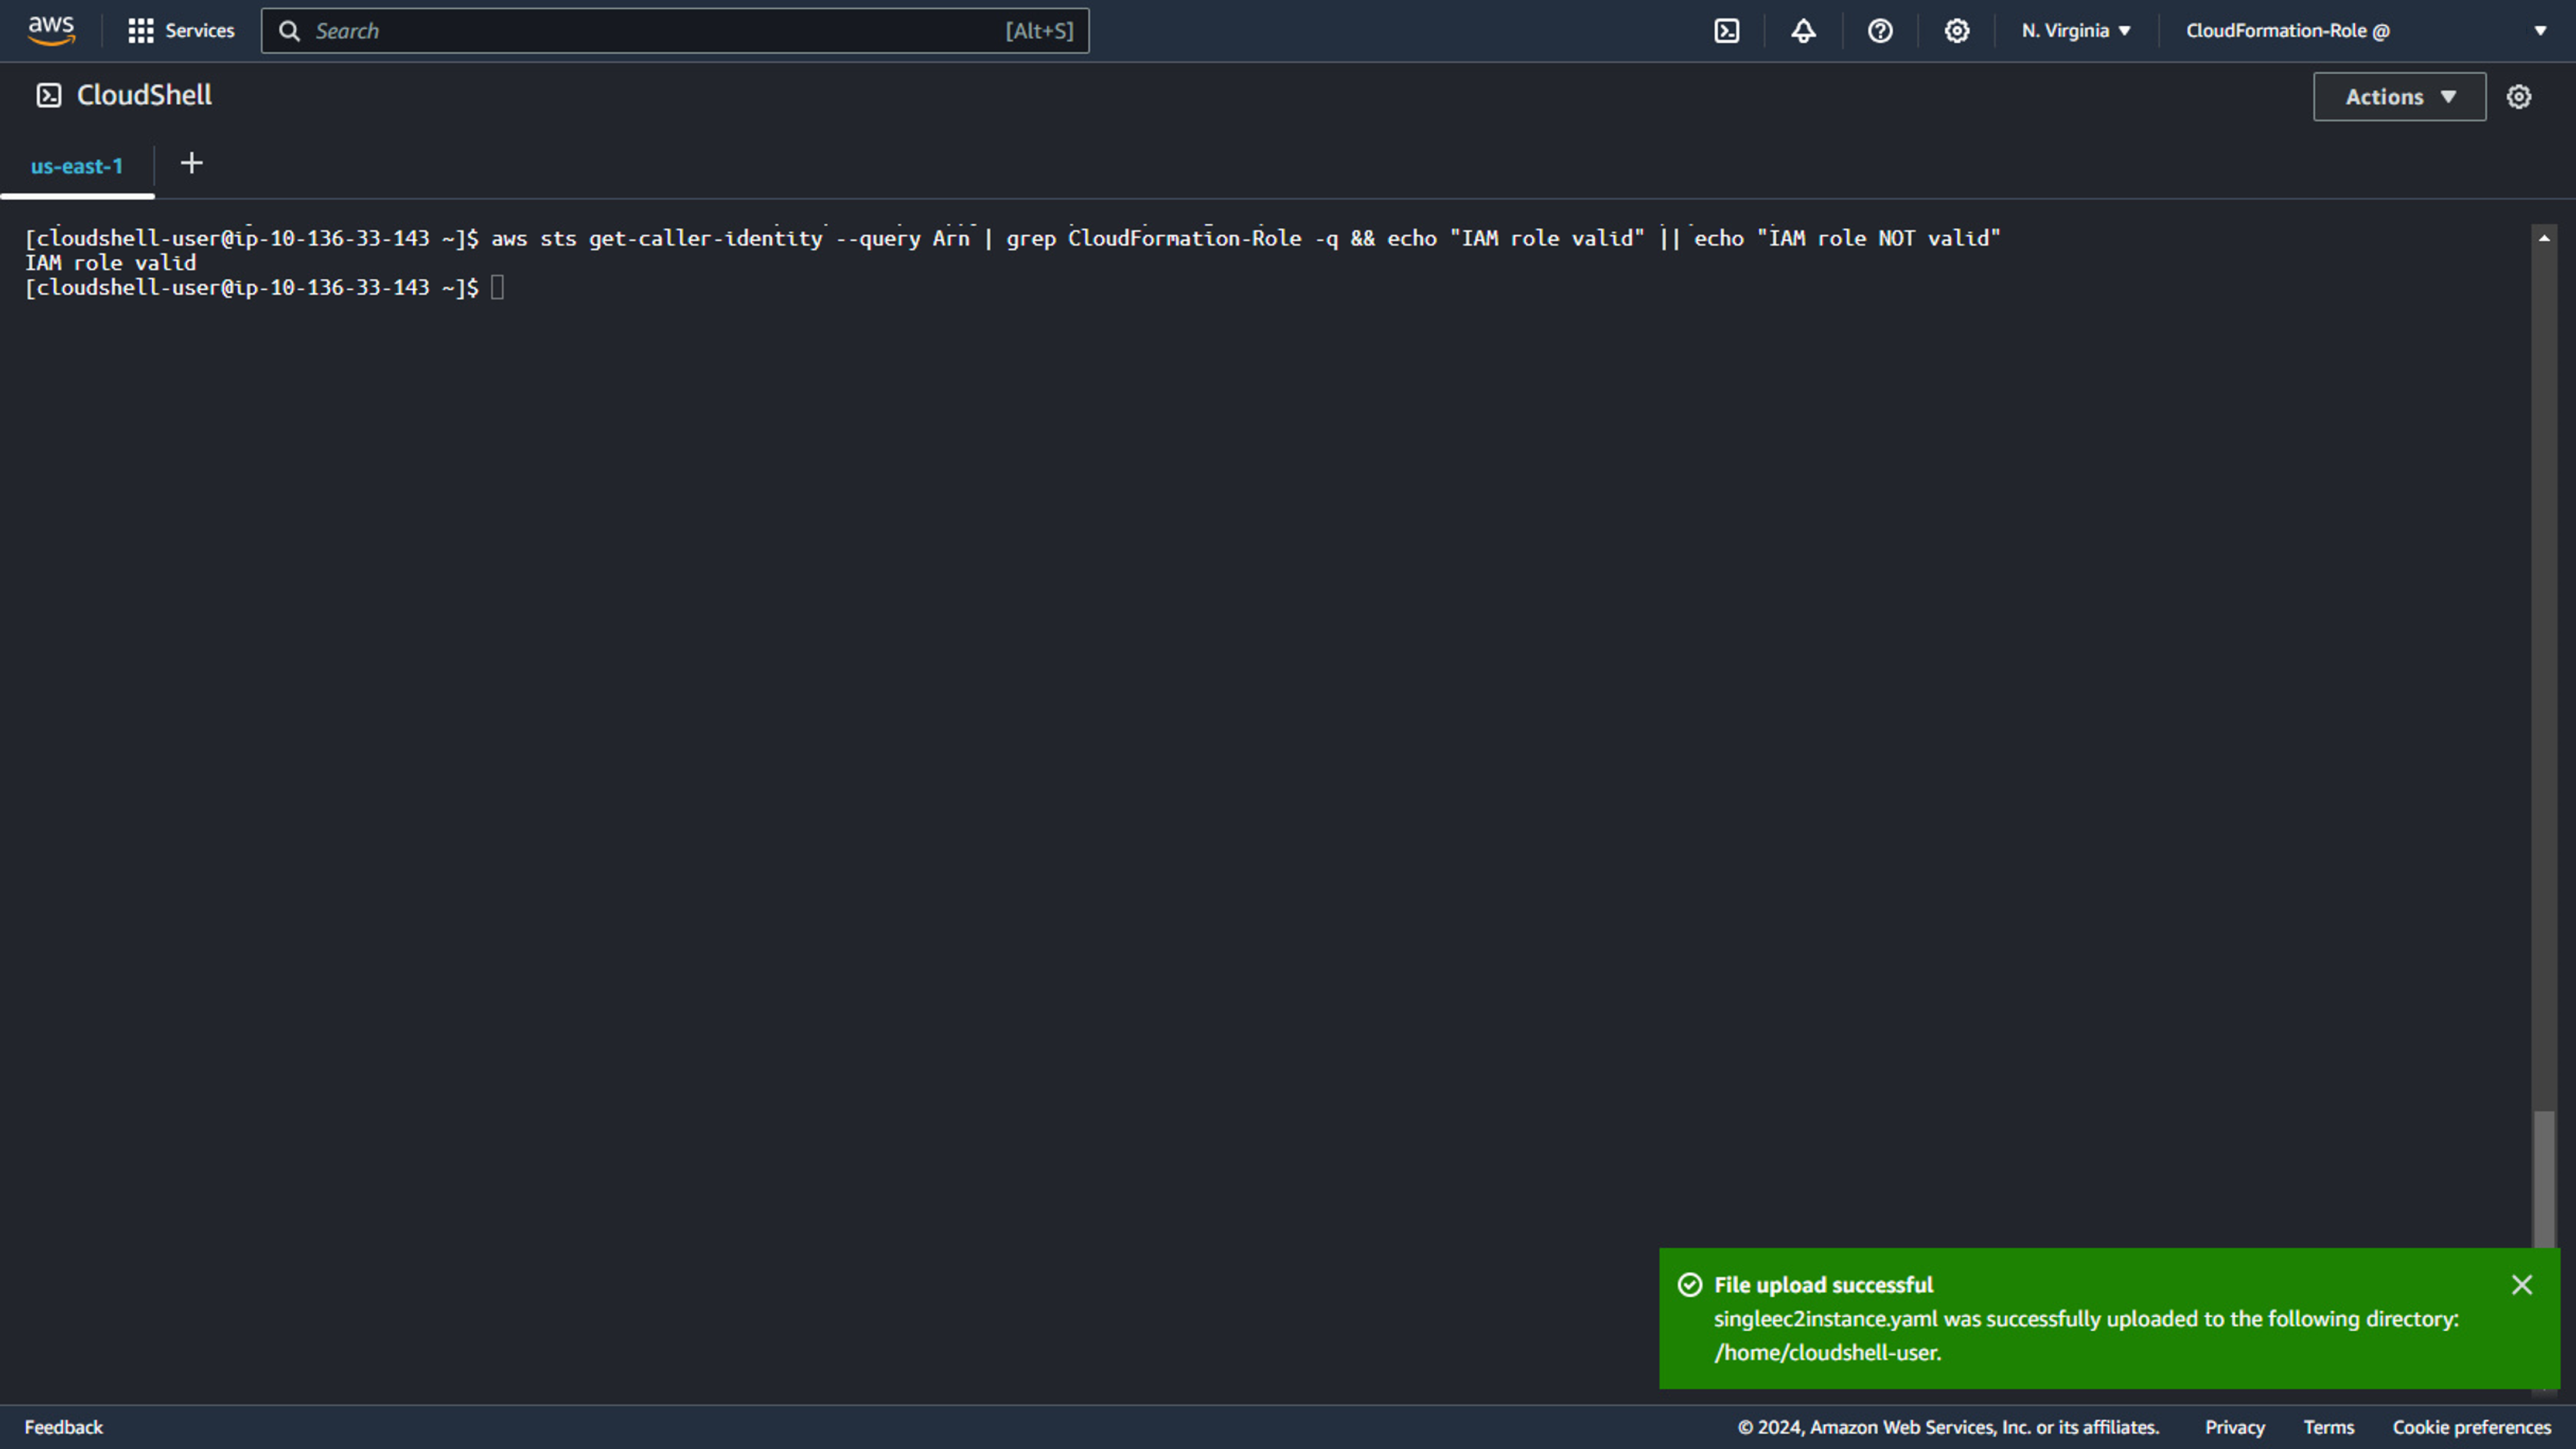 aws Services Search [Alt+S] N. Virginia CloudFormation-Role @
CloudShell Actions
us-east-1 +
[cloudshell-user@ip-10-136-33-143 ~]$ aws sts get-caller-identity --query Arn | grep CloudFormation-Role -q && echo "IAM role valid" || echo "IAM role NOT valid"
IAM role valid
[cloudshell-user@ip-10-136-33-143 ~]$
File upload successful
singleec2instance.yaml was successfully uploaded to the following directory:
/home/cloudshell-user.
Feedback © 2024, Amazon Web Services, Inc. or its affiliates. Privacy Terms Cookie preferences